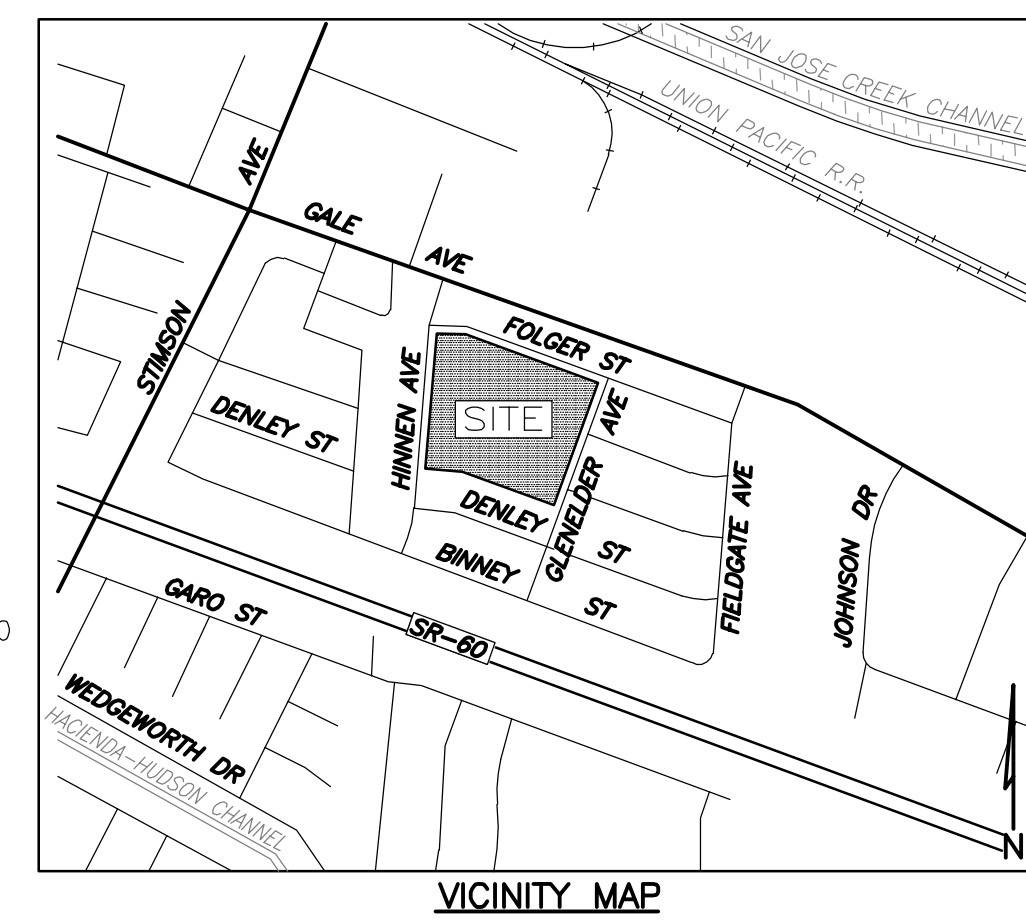 SAN JOSE CREEK CHANNEL
UNION PACIFIC R.R.
AVE
GALE
AVE
STIMSON
FOLGER ST
HINNEN AVE
SITE
AVE
DENLEY ST
GLENELDER
DENLEY
ST
BINNEY
ST
FIELDGATE AVE
JOHNSON DR
GARO ST
SR-60
WEDGEWORTH DR
HACIENDA-HUDSON CHANNEL
N
VICINITY MAP